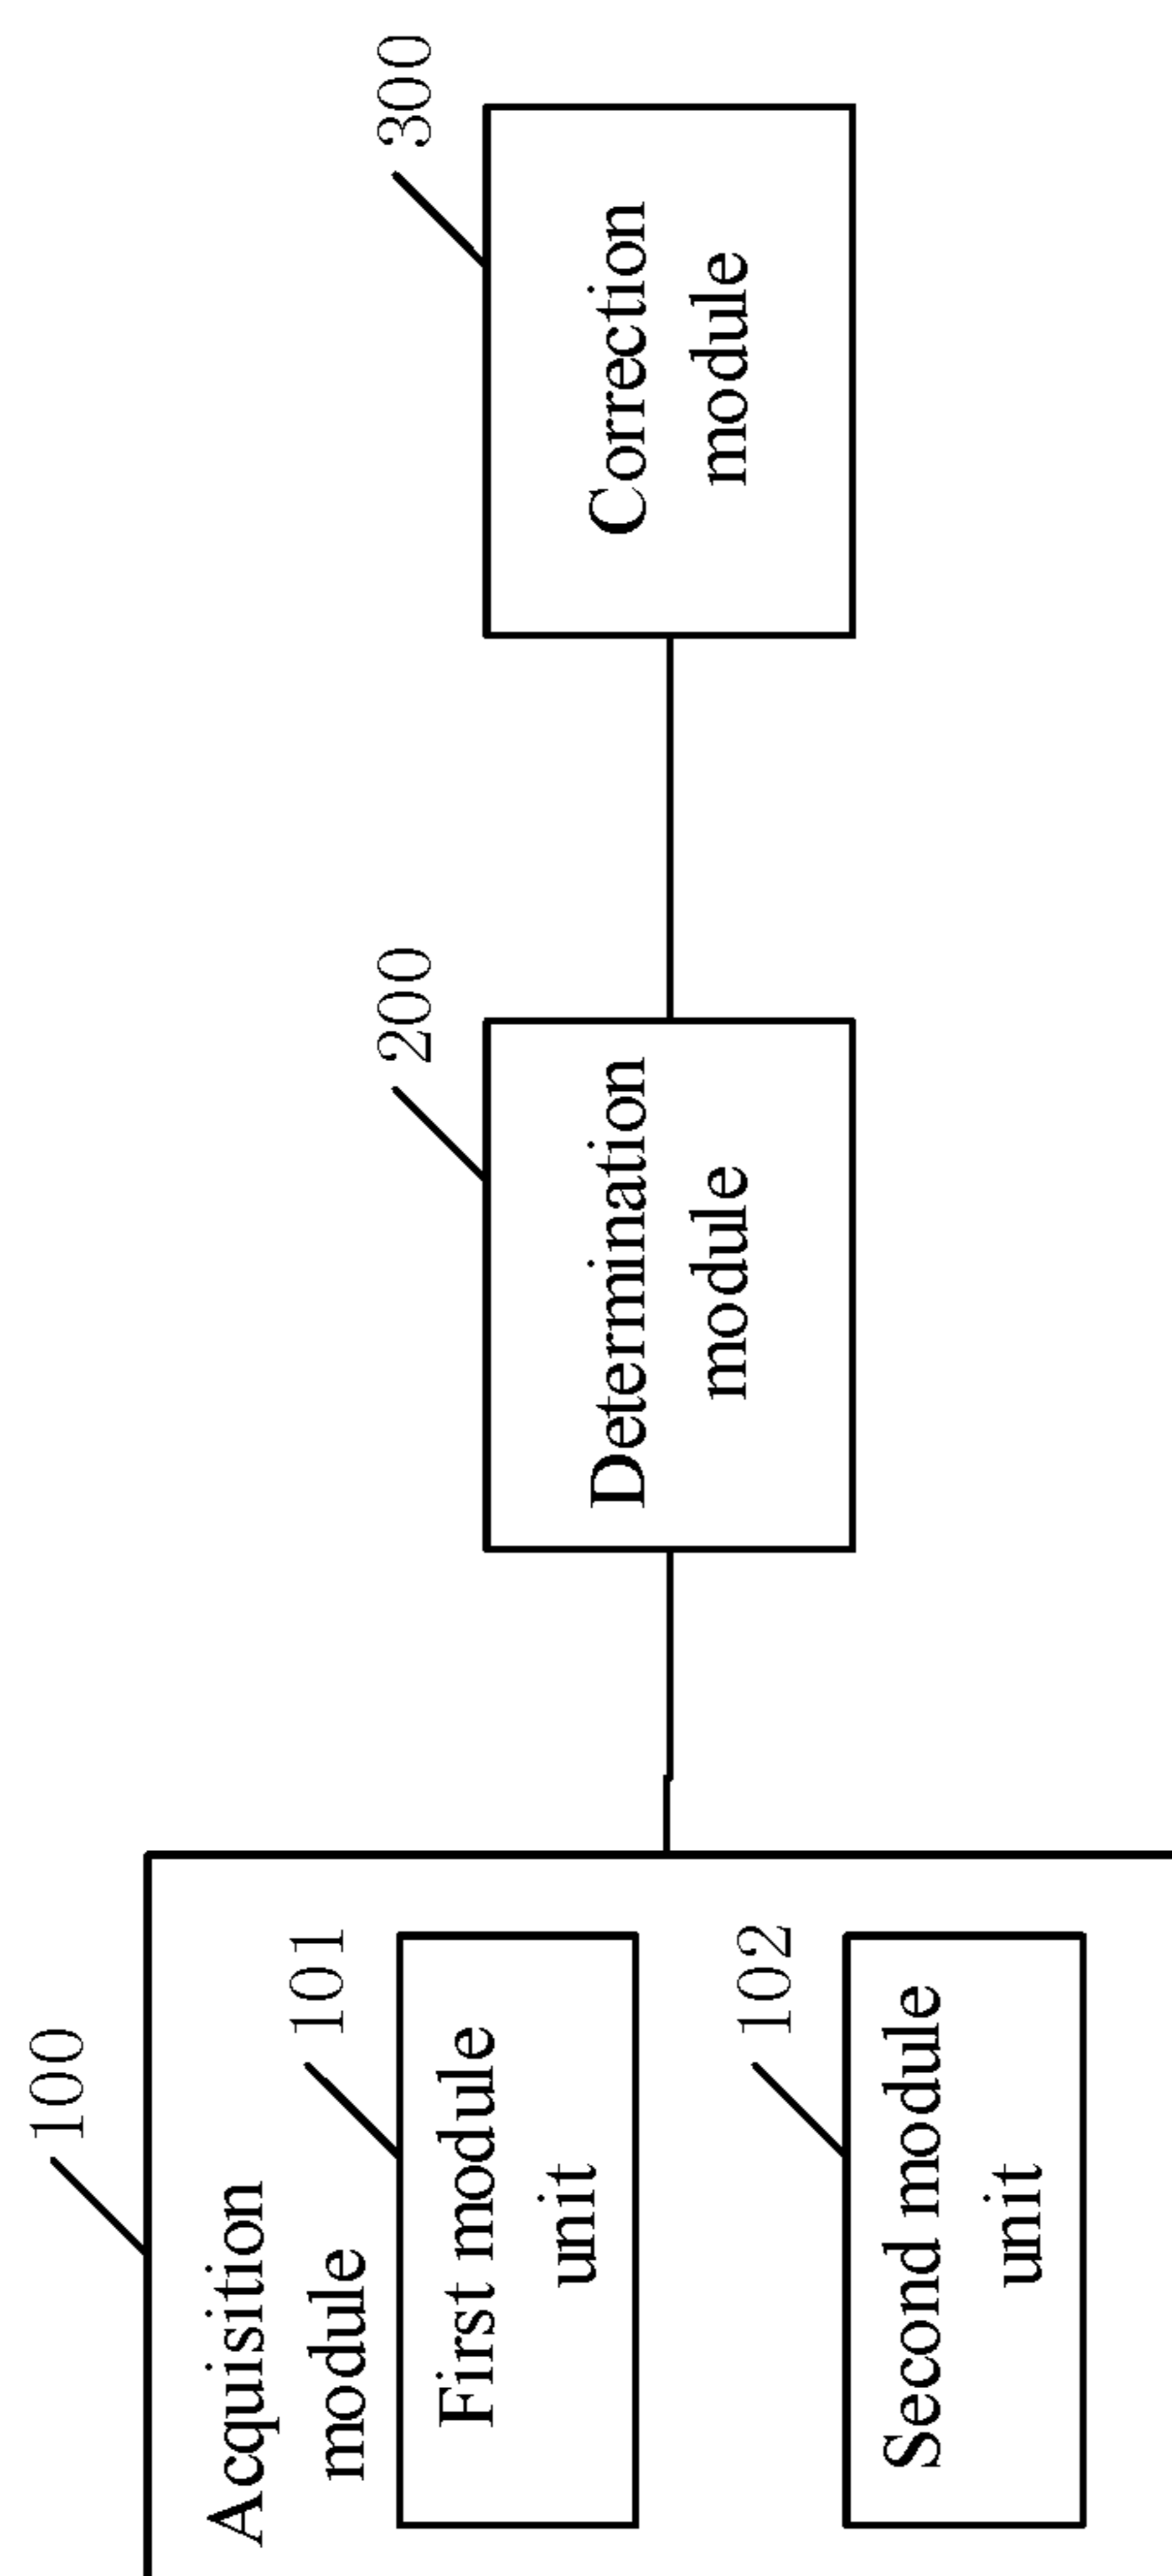 100
Acquisition
module
101
First module
unit
102
Second module
unit
200
Determination
module
300
Correction
module